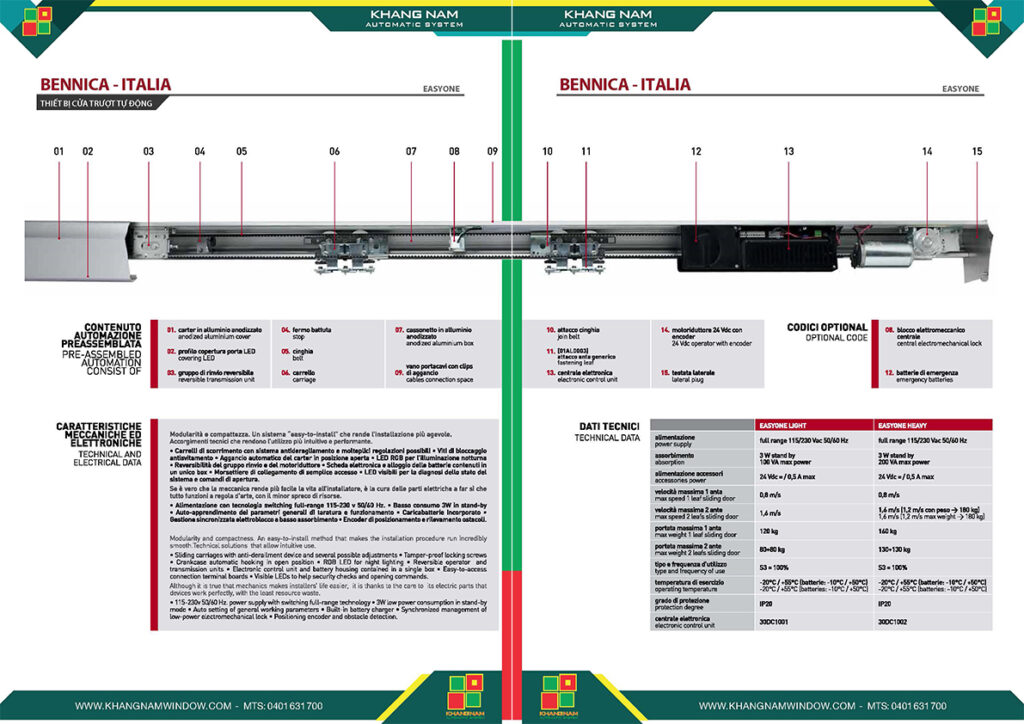 KHANG NAM
AUTOMATIC SYSTEM
BENNICA - ITALIA
EASYONE
THIẾT BỊ CỬA TRƯỢT TỰ ĐỘNG
01 02 03 04 05 06 07 08 09
CONTENUTO
AUTOMAZIONE
PREASSEMBLATA
PRE-ASSEMBLED
AUTOMATION
CONSIST OF
01. carter in alluminio anodizzato
anodized aluminium cover
02. profilo copertura porta LED
covering LED
03. gruppo di rinvio reversibile
reversible transmission unit
04. fermo battuta
stop
05. cinghia
belt
06. carrello
carriage
07. cassonetto in alluminio
anodizzato
anodized aluminium box
vano portacavi con clips
09. di aggancio
cables connection space
CARATTERISTICHE
MECCANICHE ED
ELETTRONICHE
TECHNICAL AND
ELECTRICAL DATA
Modularità e compattezza. Un sistema "easy-to-install" che rende l'installazione più agevole.
Accorgimenti tecnici che rendono l'utilizzo più intuitivo e performante.
• Carrelli di scorrimento con sistema antideragliamento e molteplici regolazioni possibili • Viti di bloccaggio
antisvitamento • Aggancio automatico del carter in posizione aperta • LED RGB per l'illuminazione notturna
• Reversibilità del gruppo rinvio e del motoriduttore • Scheda elettronica e alloggio della batterie contenuti in
un unico box • Morsettiere di collegamento di semplice accesso • LED visibili per la diagnosi dello stato del
sistema e comandi di apertura.
Se è vero che la meccanica rende più facile la vita all'installatore, è la cura delle parti elettriche a far sì che
tutto funzioni a regola d'arte, con il minor spreco di risorse.
• Alimentazione con tecnologia switching full-range 115-230 v 50/60 Hz. • Basso consumo 3W in stand-by
• Auto-apprendimento dei parametri generali di taratura e funzionamento • Caricabatterie incorporato •
Gestione sincronizzata elettroblocco a basso assorbimento • Encoder di posizionamento e rilevamento ostacoli.
Modularity and compactness. An easy-to-install method that makes the installation procedure run incredibly
smooth.Technical solutions that allow intuitive use.
• Sliding carriages with anti-derailment device and several possible adjustments • Tamper-proof locking screws
• Crankcase automatic hooking in open position • RGB LED for night lighting • Reversible operator and
transmission units • Electronic control unit and battery housing contained in a single box • Easy-to-access
connection terminal boards • Visible LEDs to help security checks and opening commands.
Although it is true that mechanics makes installers' life easier, it is thanks to the care to its electric parts that
devices work perfectly, with the least resource waste.
• 115-230v 50/60 Hz. power supply with switching full-range technology • 3W low power consumption in stand-by
mode • Auto setting of general working parameters • Built-in battery charger • Synchronized management of
low-power electromechanical lock • Positioning encoder and obstacle detection.
WWW.KHANGNAMWINDOW.COM - MTS: 0401631700
KHANGNAM
KHANG NAM
AUTOMATIC SYSTEM
BENNICA - ITALIA
EASYONE
10 11 12 13 14 15
10. attacco cinghia
join belt
11. [01AL0003]
attacco anta generico
fastening leaf
13. centrale elettronica
electronic control unit
14. motoriduttore 24 Vdc con
encoder
24 Vdc operator with encoder
15. testata laterale
lateral plug
CODICI OPTIONAL
OPTIONAL CODE
08. blocco elettromeccanico
centrale
central electromechanical lock
12. batterie di emergenza
emergency batteries
DATI TECNICI
TECHNICAL DATA
EASYONE LIGHT EASYONE HEAVY
alimentazione
power supply
full range 115/230 Vac 50/60 Hz full range 115/230 Vac 50/60 Hz
assorbimento
absorption
3 W stand by
100 VA max power
3 W stand by
200 VA max power
alimentazione accessori
accessories power
24 Vdc = / 0,5 A max 24 Vdc = / 0,5 A max
velocità massima 1 anta
max speed 1 leaf sliding door
0,8 m/s 0,8 m/s
velocità massima 2 ante
max speed 2 leafs sliding door
1,6 m/s
1,6 m/s (1,2 m/s con peso → 180 kg)
1,6 m/s (1,2 m/s max weight → 180 kg)
portata massima 1 anta
max weight 1 leaf sliding door
120 kg 160 kg
portata massima 2 ante
max weight 2 leafs sliding door
80+80 kg 130+130 kg
tipo e frequenza d'utilizzo
type and frequency of use
S3 = 100% S3 = 100%
temperatura di esercizio
operating temperature
-20°C / +55°C (batterie: -10°C / +50°C)
-20°C / +55°C (batteries: -10°C / +50°C)
-20°C / +55°C (batterie: -10°C / +50°C)
-20°C / +55°C (batteries: -10°C / +50°C)
grado di protezione
protection degree
IP20 IP20
centrale elettronica
electronic control unit
30DC1001 30DC1002
KHANGNAM
WWW.KHANGNAMWINDOW.COM - MTS: 0401631700